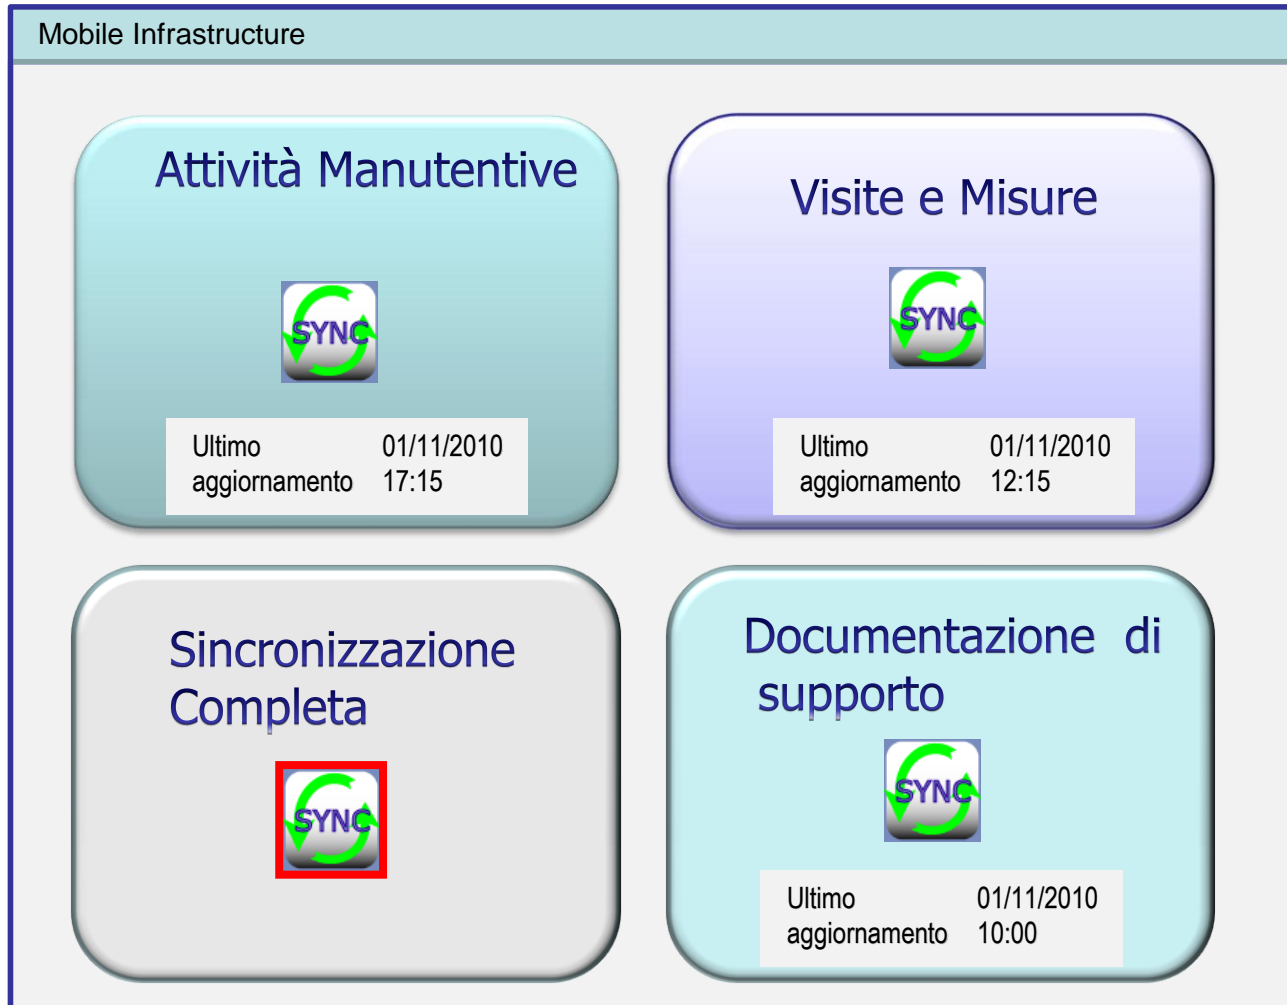 Mobile Infrastructure
Attività Manutentive
SYNC
Ultimo 01/11/2010
aggiornamento 17:15
Visite e Misure
SYNC
Ultimo 01/11/2010
aggiornamento 12:15
Sincronizzazione
Completa
SYNC
Documentazione di
supporto
SYNC
Ultimo 01/11/2010
aggiornamento 10:00